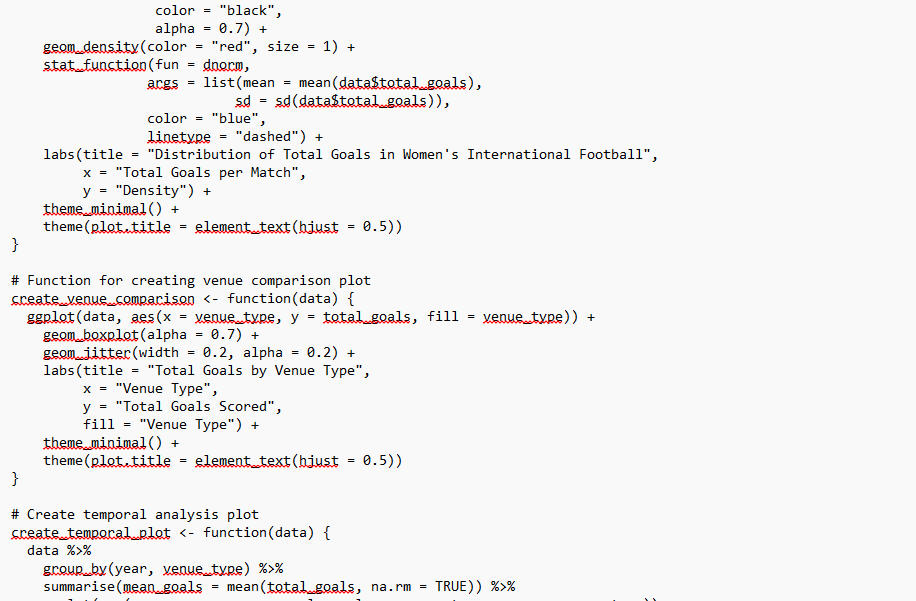 color = "black",
alpha = 0.7) +
geom_density(color = "red", size = 1) +
stat_function(fun = dnorm,
args = list(mean = mean(data$total_goals),
sd = sd(data$total_goals)),
color = "blue",
linetype = "dashed") +
labs(title = "Distribution of Total Goals in Women's International Football",
x = "Total Goals per Match",
y = "Density") +
theme_minimal() +
theme(plot.title = element_text(hjust = 0.5))
}
# Function for creating venue comparison plot
create_venue_comparison <- function(data) {
ggplot(data, aes(x = venue_type, y = total_goals, fill = venue_type)) +
geom_boxplot(alpha = 0.7) +
geom_jitter(width = 0.2, alpha = 0.2) +
labs(title = "Total Goals by Venue Type",
x = "Venue Type",
y = "Total Goals Scored",
fill = "Venue Type") +
theme_minimal() +
theme(plot.title = element_text(hjust = 0.5))
}
# Create temporal analysis plot
create_temporal_plot <- function(data) {
data %>%
group_by(year, venue_type) %>%
summarise(mean_goals = mean(total_goals, na.rm = TRUE)) %>%